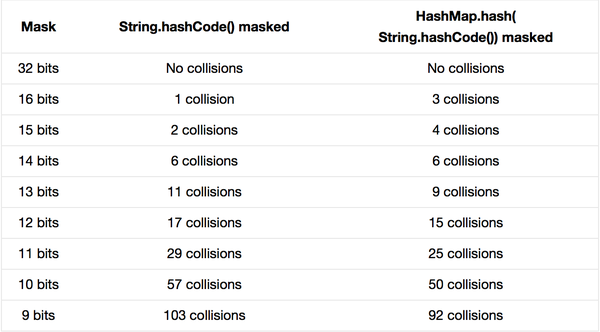 Mask String.hashCode() masked HashMap.hash(
String.hashCode()) masked
32 bits No collisions No collisions
16 bits 1 collision 3 collisions
15 bits 2 collisions 4 collisions
14 bits 6 collisions 6 collisions
13 bits 11 collisions 9 collisions
12 bits 17 collisions 15 collisions
11 bits 29 collisions 25 collisions
10 bits 57 collisions 50 collisions
9 bits 103 collisions 92 collisions